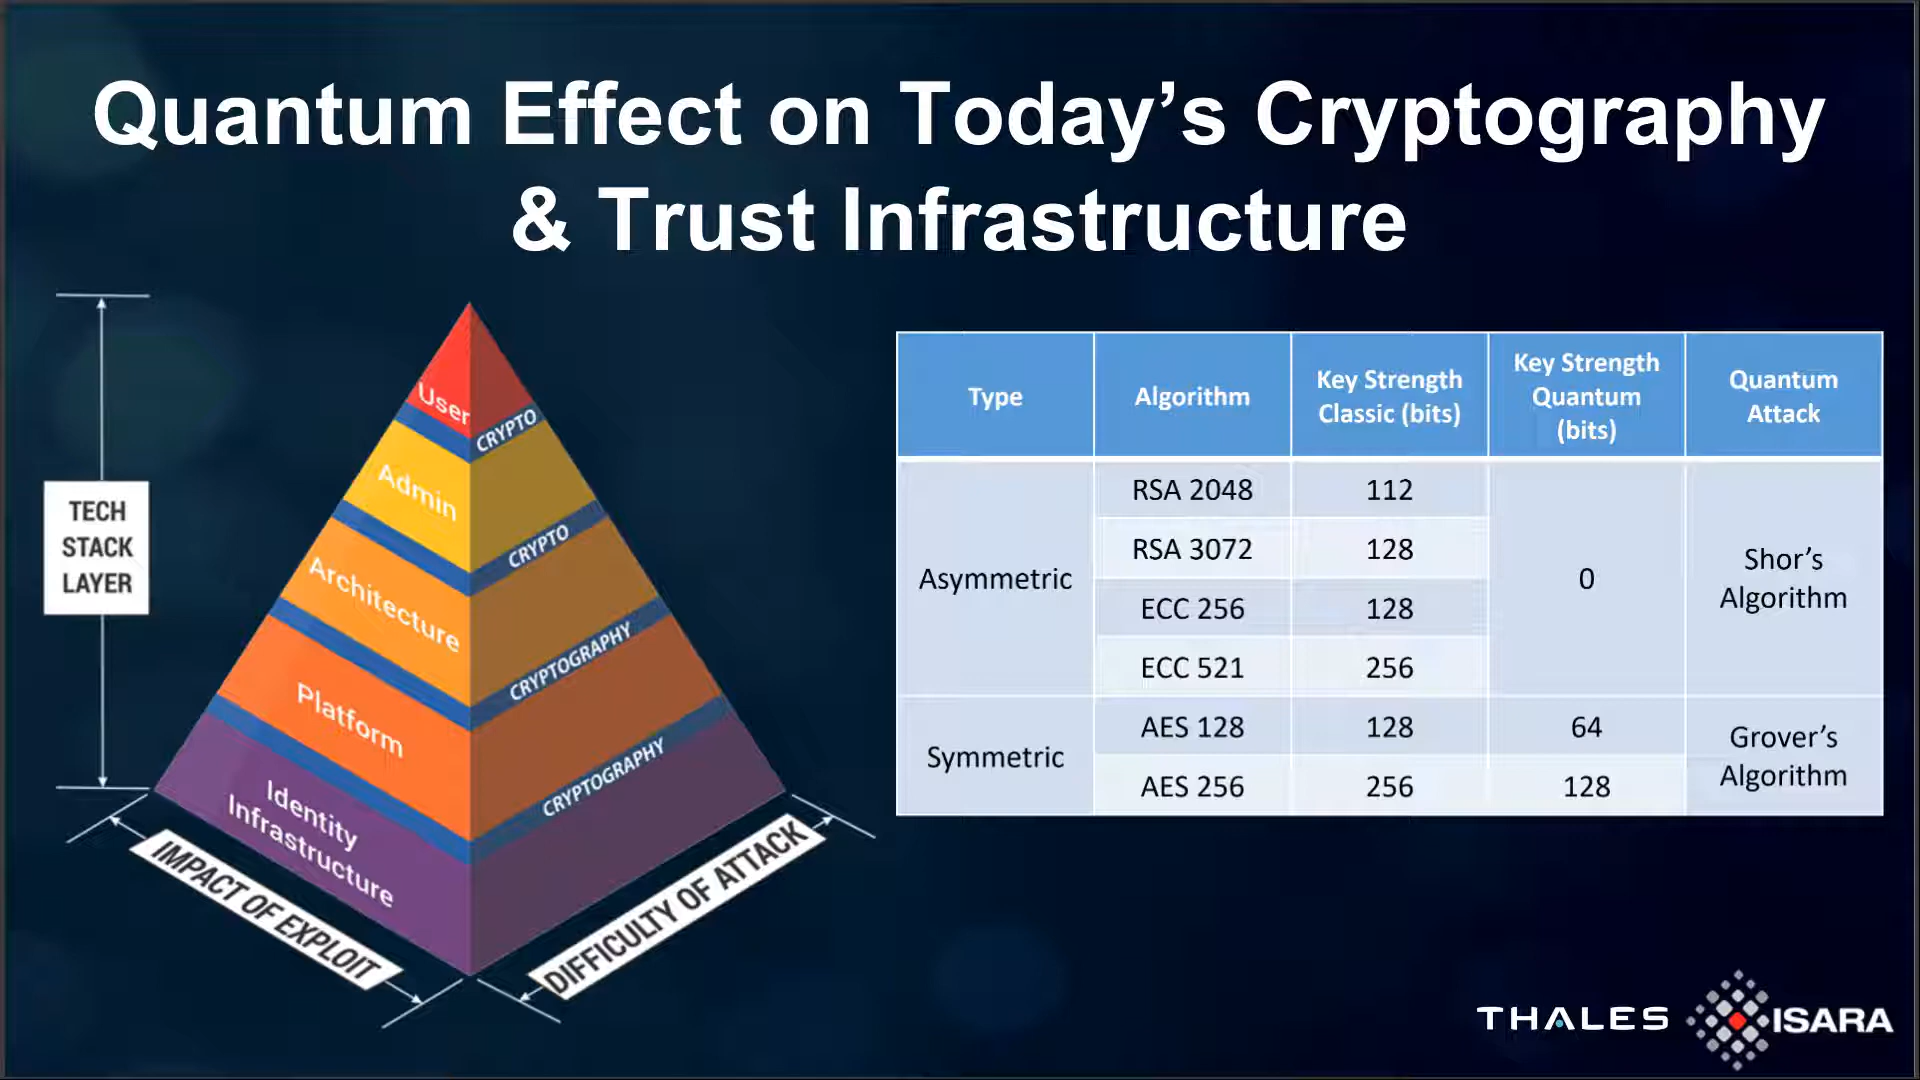 Quantum Effect on Today’s Cryptography
& Trust Infrastructure
TECH
STACK
LAYER
User
CRYPTO
Admin
CRYPTO
Architecture
CRYPTOGRAPHY
Platform
CRYPTOGRAPHY
Identity
Infrastructure
IMPACT OF EXPLOIT
DIFFICULTY OF ATTACK
Type
Algorithm
Key Strength
Classic (bits)
Key Strength
Quantum
(bits)
Quantum
Attack
Asymmetric
RSA 2048
112
RSA 3072
128
ECC 256
128
ECC 521
256
0
Shor’s
Algorithm
Symmetric
AES 128
128
64
AES 256
256
128
Grover’s
Algorithm
THALES
ISARA